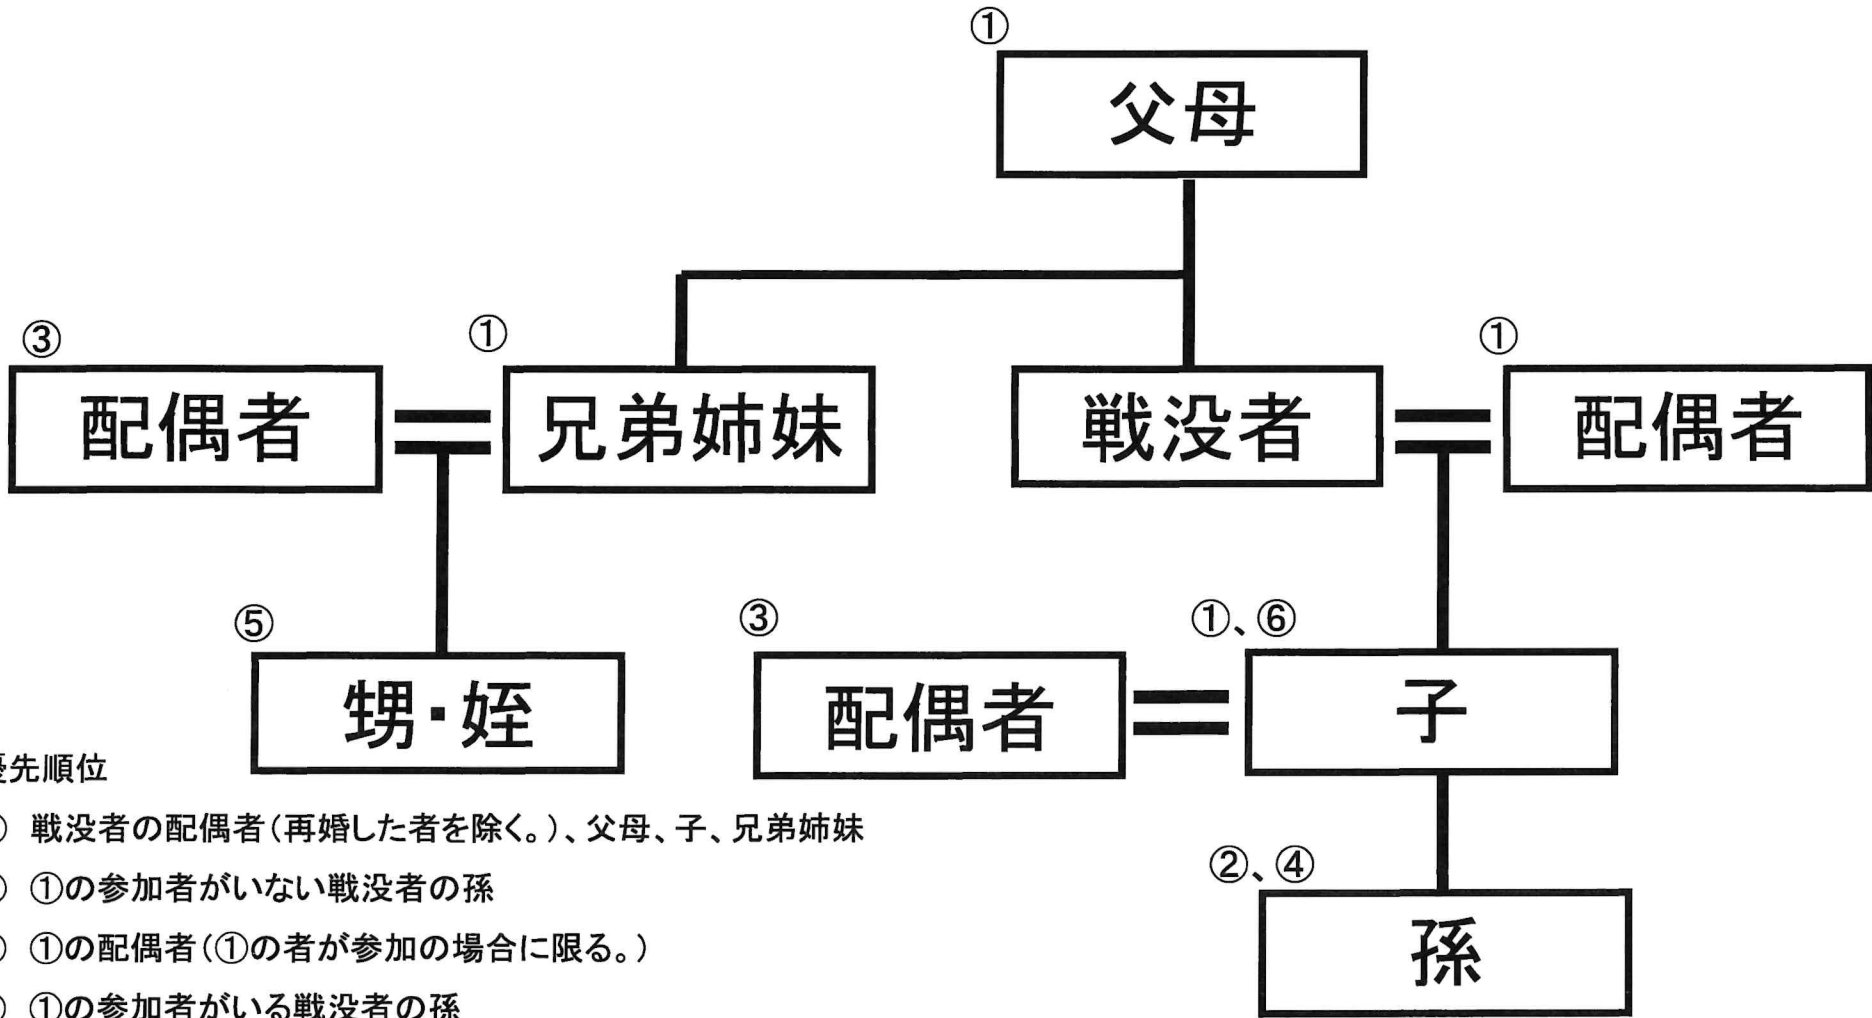 ①
父母
③
①
①
配偶者
兄弟姉妹
戦没者
配偶者
⑤
③
①、⑥
甥・姪
配偶者
子
先順位
戦没者の配偶者(再婚した者を除く。)、父母、子、兄弟姉妹
②、④
①の参加者がいない戦没者の孫
孫
①の配偶者(①の者が参加の場合に限る。)
①の参加者がいる戦没者の孫